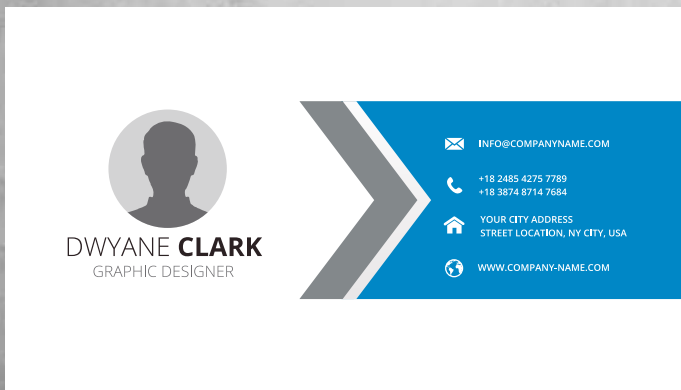 DWYANE CLARK
GRAPHIC DESIGNER
INFO@COMPANYNAME.COM
+18 2485 4275 7789
+18 3874 8714 7684
YOUR CITY ADDRESS
STREET LOCATION, NY CITY, USA
WWW.COMPANY-NAME.COM